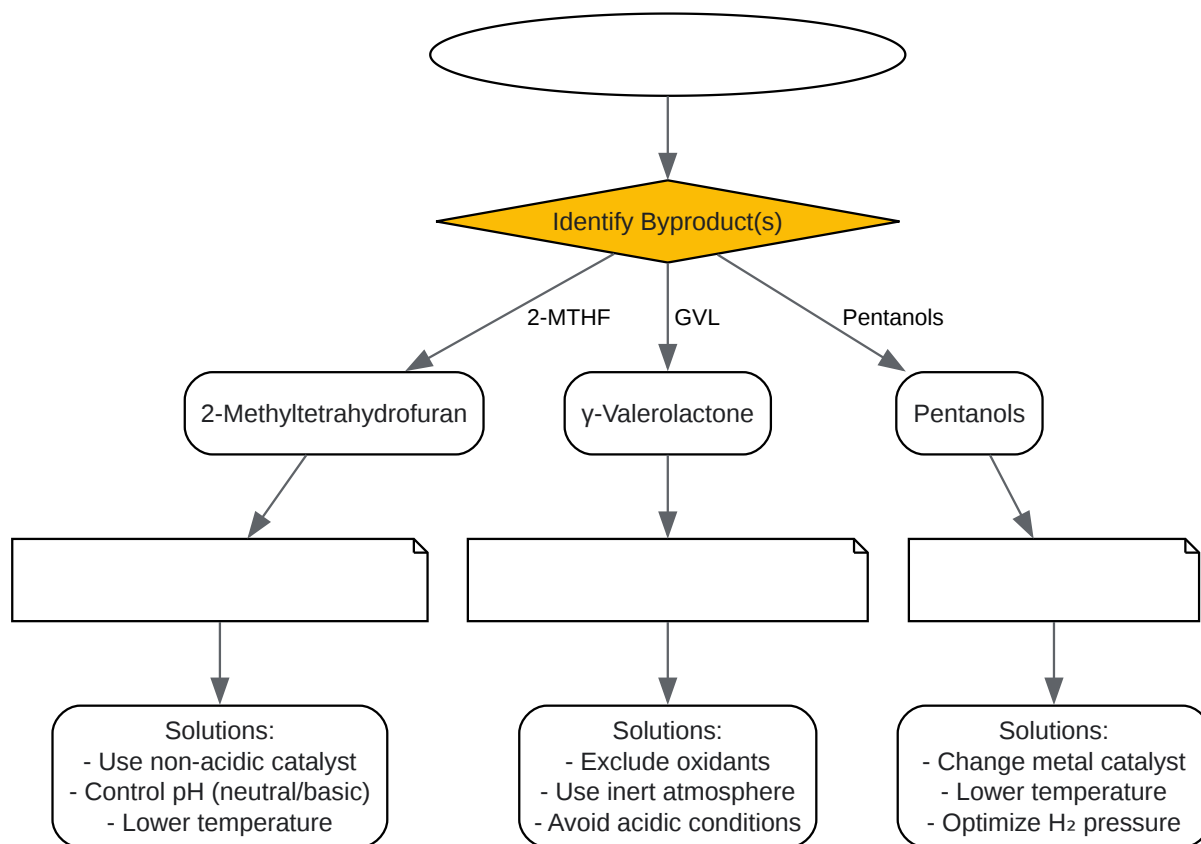 Identify Byproduct(s)
2-MTHF
GVL
Pentanols
2-Methyltetrahydrofuran
γ-Valerolactone
Pentanols
Solutions:
- Use non-acidic catalyst
- Control pH (neutral/basic)
- Lower temperature
Solutions:
- Exclude oxidants
- Use inert atmosphere
- Avoid acidic conditions
Solutions:
- Change metal catalyst
- Lower temperature
- Optimize H₂ pressure